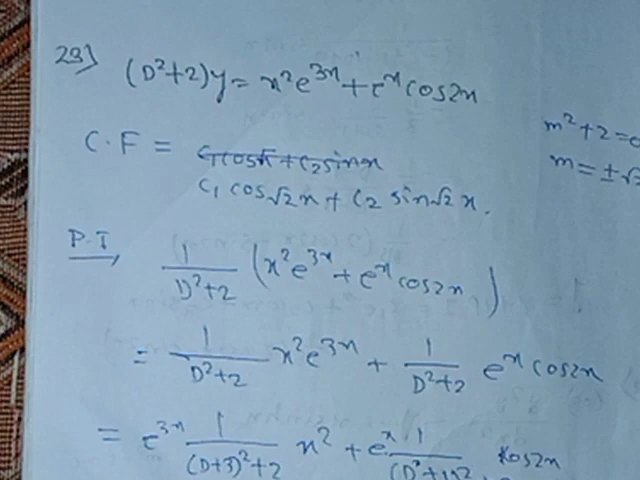 23) (D²+2)y = x²e³ˣ + eˣ cos2x
m²+2=0
C.F = c₁cosx + c₂sinx
m = ±√2
c₁ cos√2x + c₂ sin√2 x.
P.I, 1/(D²+2) (x²e³ˣ + eˣ cos2x)
= 1/(D²+2) x²e³ˣ + 1/(D²+2) eˣ cos2x
= e³ˣ 1/((D+3)²+2) x² + eˣ. 1/(D²+1)+2 cos2x